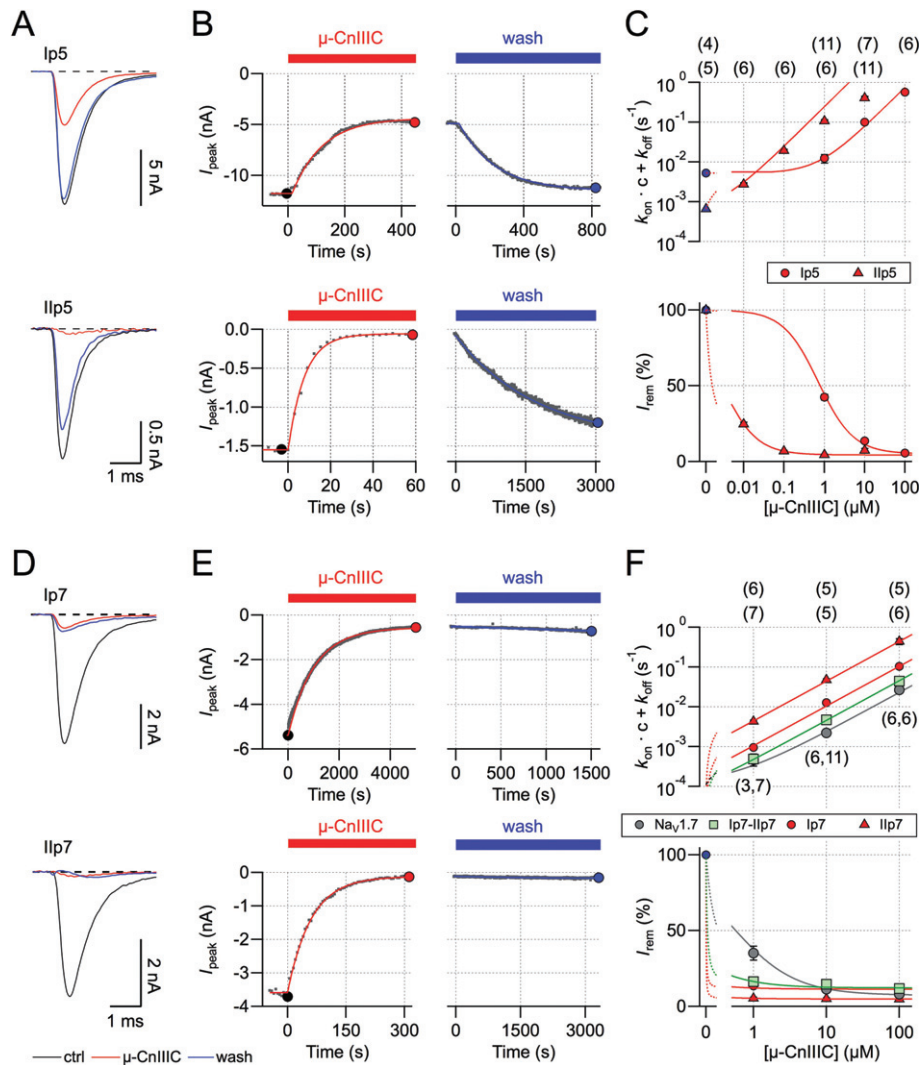 A
Ip5
5 nA
IIp5
0.5 nA
1 ms
B
μ-CnIIIC
wash
0
-5
-10
Ipeak (nA)
0 200 400
Time (s)
0 400 800
Time (s)
μ-CnIIIC
wash
0.0
-0.5
-1.0
-1.5
Ipeak (nA)
0 20 40 60
Time (s)
0 1500 3000
Time (s)
C
(4) (11) (7) (6)
(5) (6) (6) (6) (11)
10⁰
10⁻¹
10⁻²
10⁻³
10⁻⁴
kon · c + koff (s⁻¹)
Ip5 IIp5
100
50
0
Irem (%)
0 0.01 0.1 1 10 100
[μ-CnIIIC] (μM)
D
Ip7
2 nA
IIp7
2 nA
1 ms
ctrl μ-CnIIIC wash
E
μ-CnIIIC
wash
0
-2
-4
-6
Ipeak (nA)
0 2000 4000
Time (s)
0 500 1000 1500
Time (s)
μ-CnIIIC
wash
0
-1
-2
-3
-4
Ipeak (nA)
0 150 300
Time (s)
0 1500 3000
Time (s)
F
(6) (5) (5)
(7) (5) (6)
10⁰
10⁻¹
10⁻²
10⁻³
10⁻⁴
kon · c + koff (s⁻¹)
(3,7)
(6,11)
(6,6)
NaV1.7 Ip7-IIp7 Ip7 IIp7
100
50
0
Irem (%)
0 1 10 100
[μ-CnIIIC] (μM)